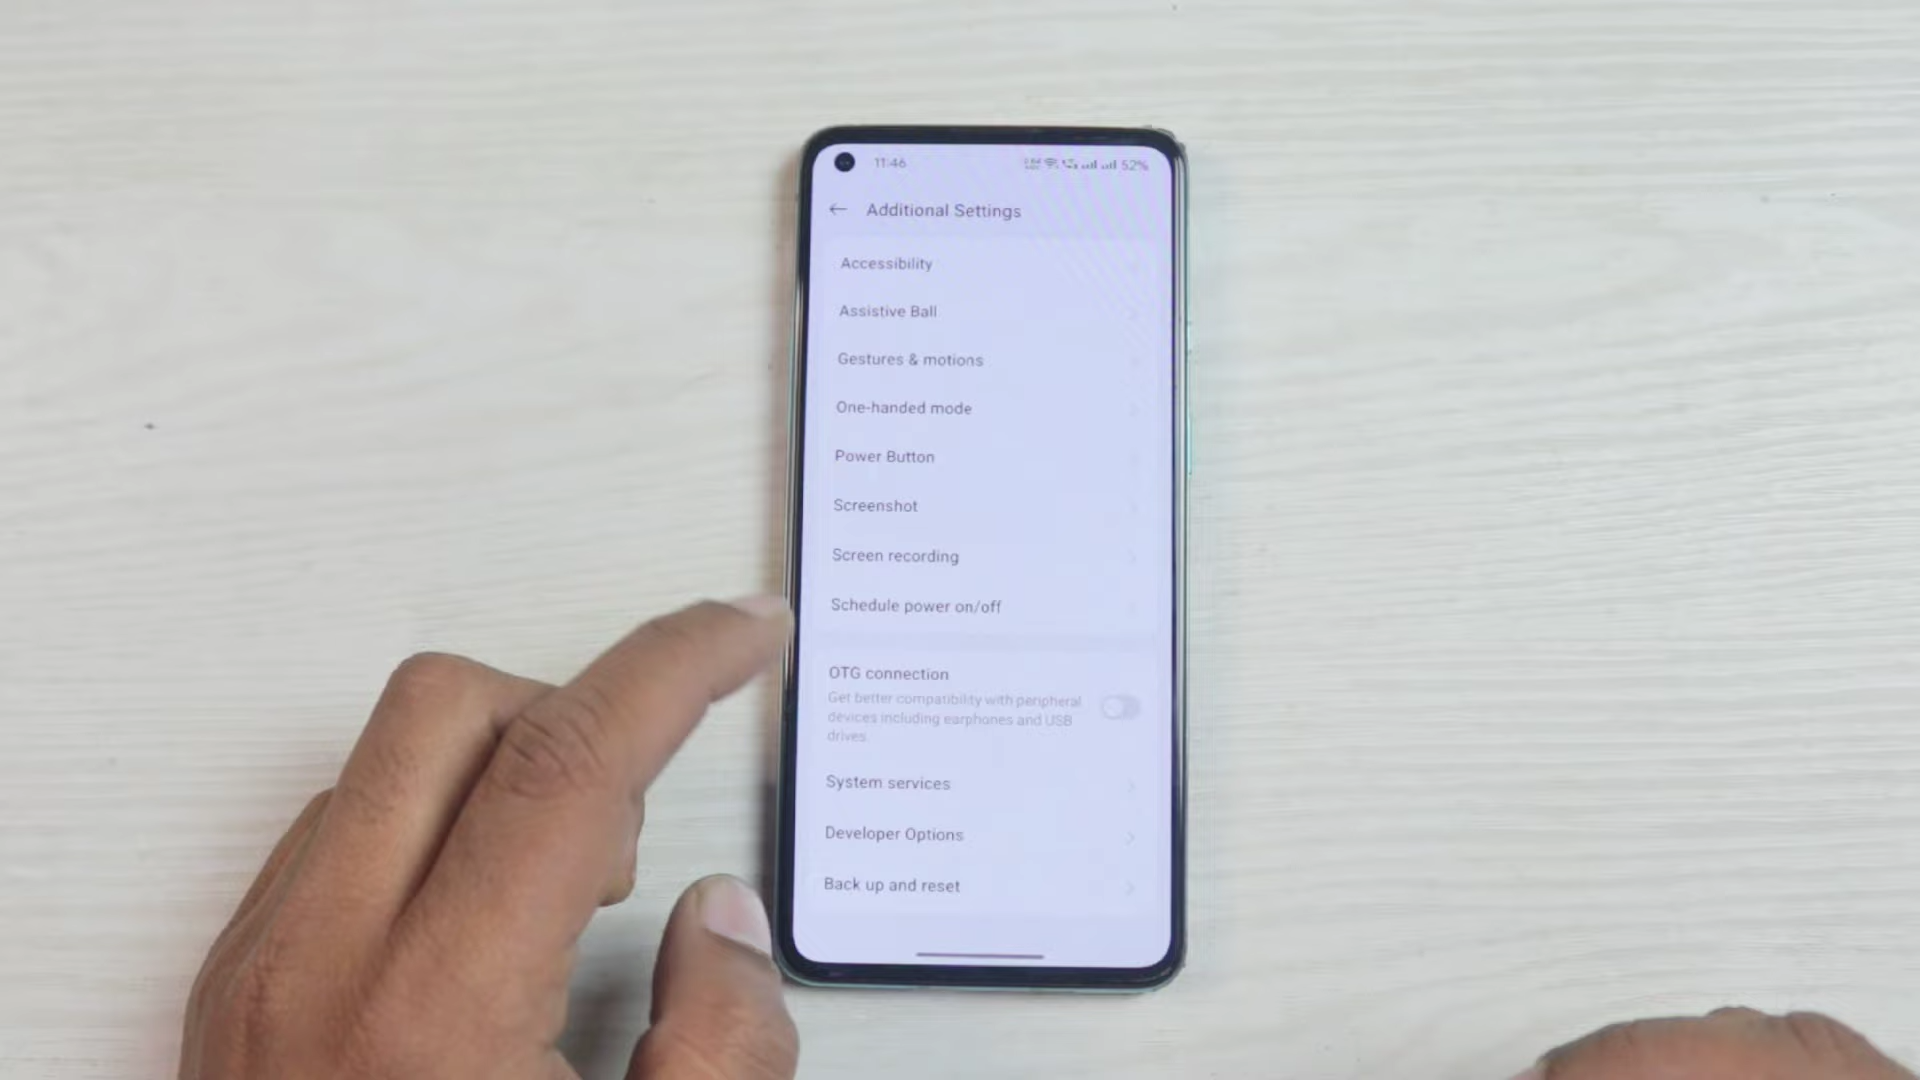 11:46
52%
Additional Settings
Accessibility
Assistive Ball
Gestures & motions
One-handed mode
Power Button
Screenshot
Screen recording
Schedule power on/off
OTG connection
Get better compatibility with peripheral
devices including earphones and USB
drives.
System services
Developer Options
Back up and reset